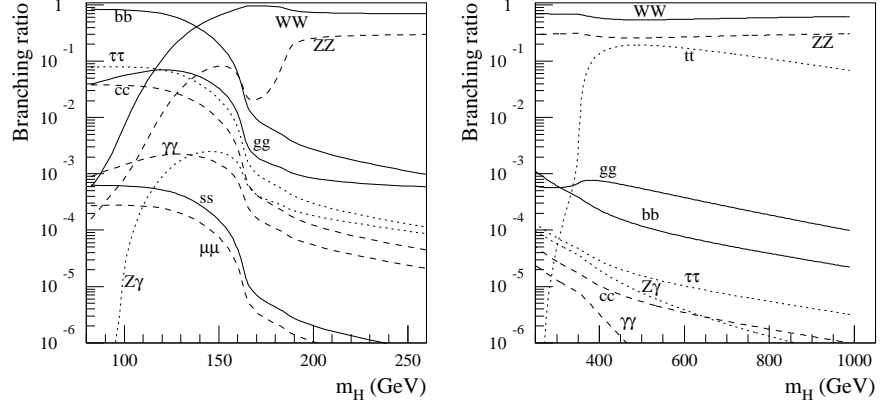 Branching ratio
1
10 -1
10 -2
10 -3
10 -4
10 -5
10 -6
bb
WW
ZZ
ττ
cc
gg
γγ
ss
μμ
Zγ
100
150
200
250
m_H (GeV)
Branching ratio
1
10 -1
10 -2
10 -3
10 -4
10 -5
10 -6
WW
ZZ
tt
gg
bb
ττ
Zγ
cc
γγ
400
600
800
1000
m_H (GeV)